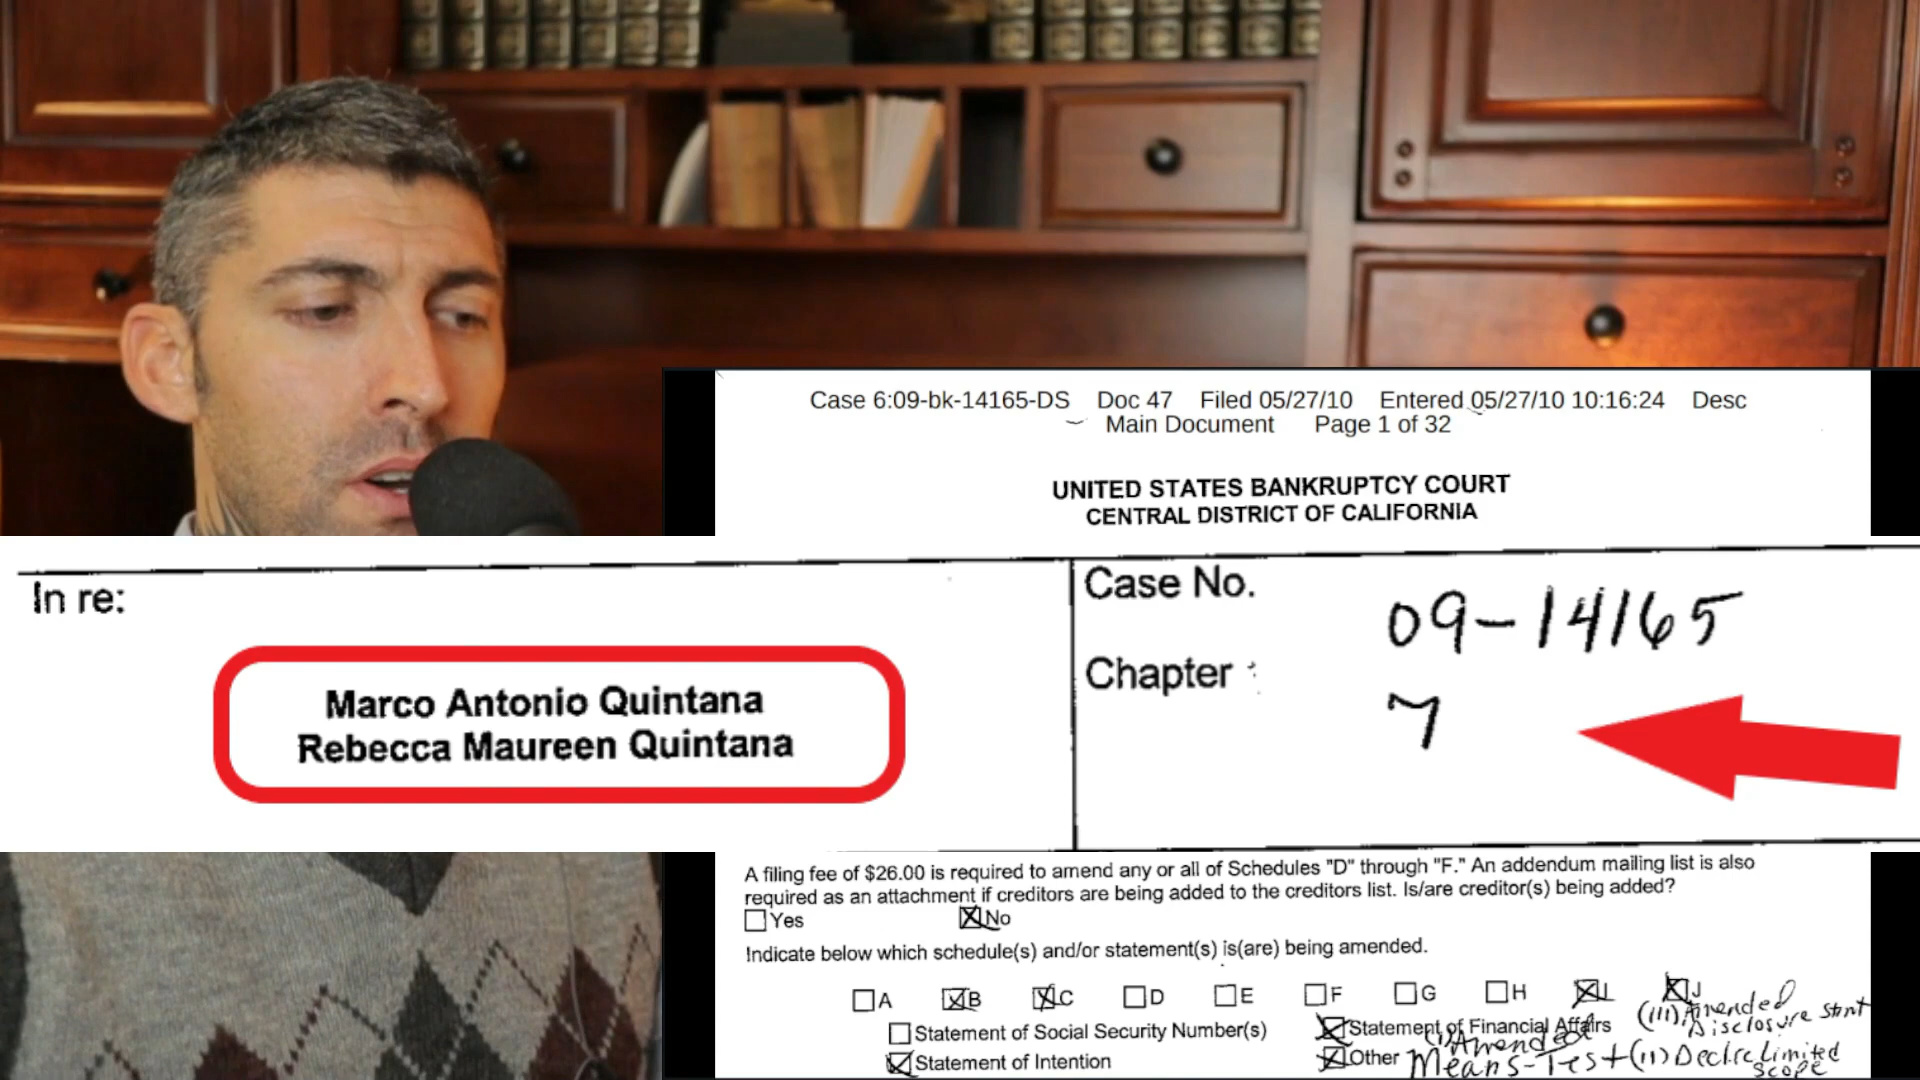 Case 6:09-bk-14165-DS Doc 47 Filed 05/27/10 Entered 05/27/10 10:16:24 Desc
Main Document Page 1 of 32
UNITED STATES BANKRUPTCY COURT
CENTRAL DISTRICT OF CALIFORNIA
In re:
Marco Antonio Quintana
Rebecca Maureen Quintana
Case No. 09-14165
Chapter :
7
A filing fee of $26.00 is required to amend any or all of Schedules "D" through "F." An addendum mailing list is also
required as an attachment if creditors are being added to the creditors list. Is/are creditor(s) being added?
Yes No
Indicate below which schedule(s) and/or statement(s) is(are) being amended.
A B C D E F G H I J
Statement of Social Security Number(s) Statement of Financial Affairs (iii) Amended Disclosure Stmt
Statement of Intention Other (i) Amended Means-Test (ii) Limited Scope